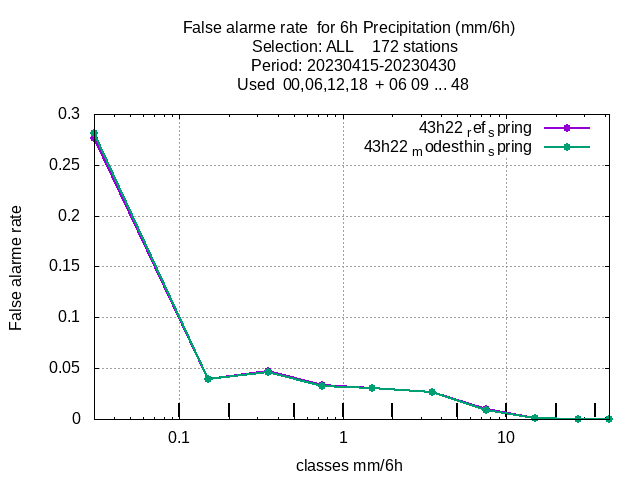 False alarme rate  for 6h Precipitation (mm/6h)
Selection: ALL    172 stations
Period: 20230415-20230430
Used  00,06,12,18  + 06 09 ... 48
43h22 ref spring
43h22 modesthin spring
0.3
0.25
0.2
0.15
0.1
0.05
0
False alarme rate
0.1 1 10
classes mm/6h